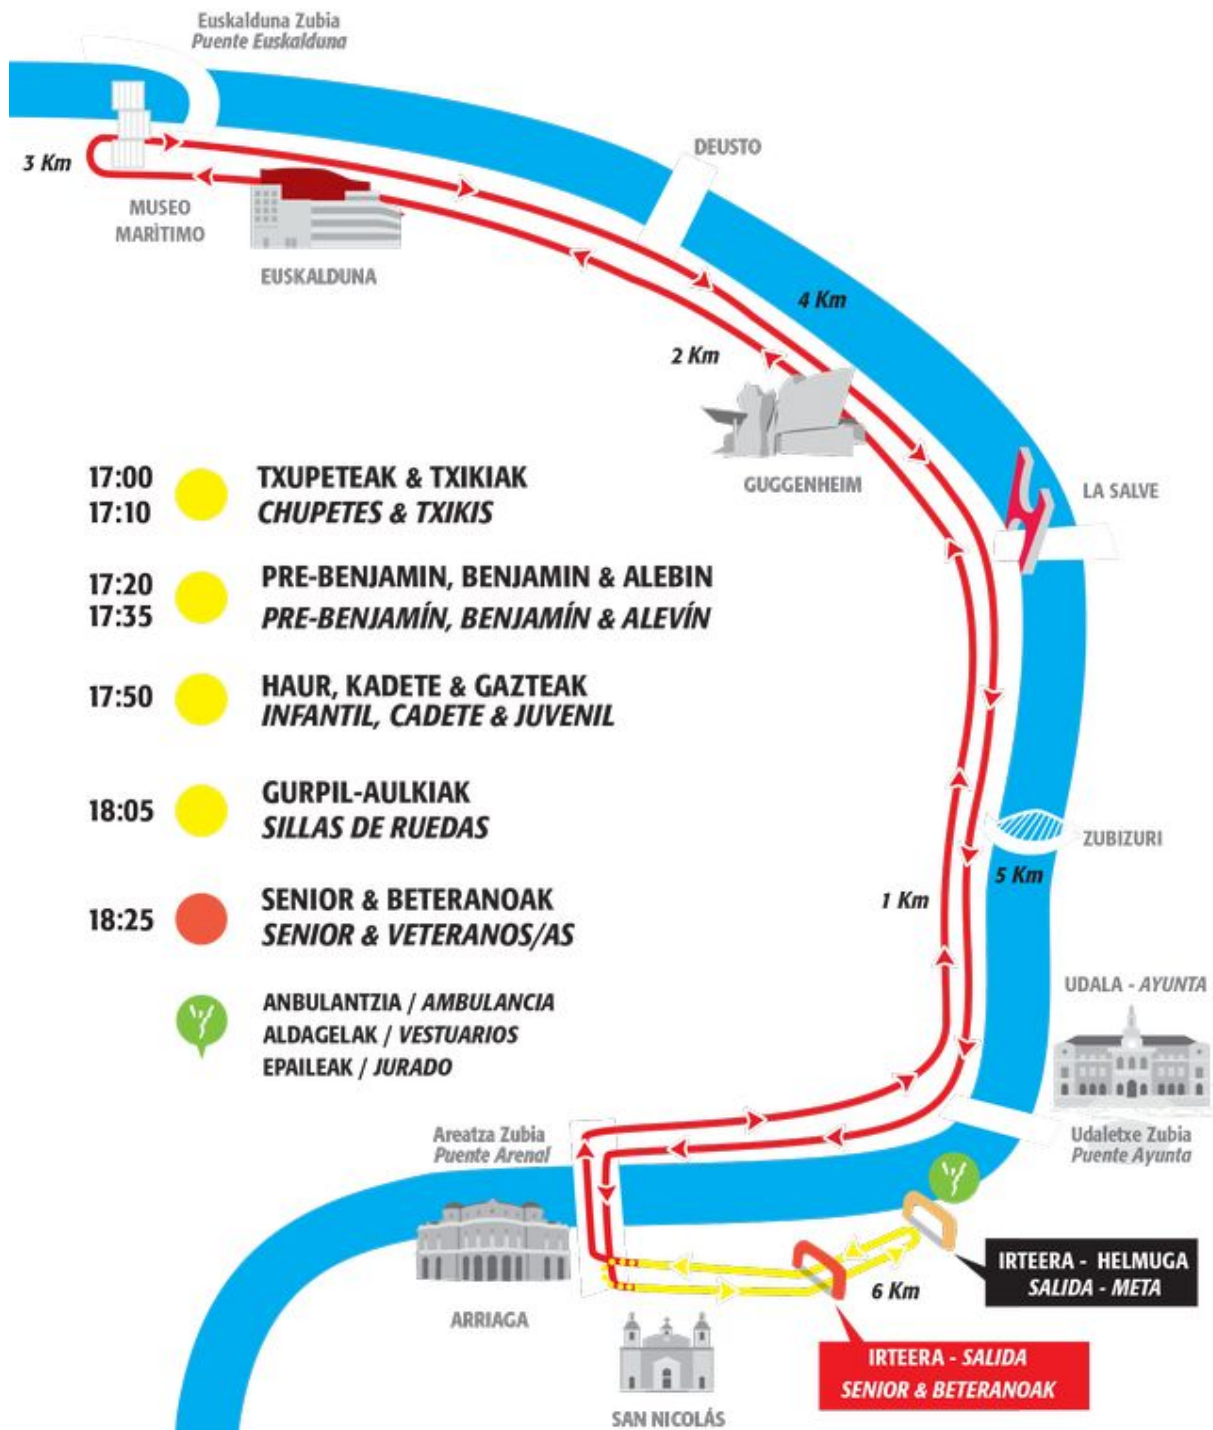 Euskalduna Zubia
Puente Euskalduna
DEUSTO
3 Km
MUSEO
MARÌTIMO
EUSKALDUNA
4 Km
2 Km
GUGGENHEIM
LA SALVE
17:00
17:10
TXUPETEAK & TXIKIAK
CHUPETES & TXIKIS
17:20
17:35
PRE-BENJAMIN, BENJAMIN & ALEBIN
PRE-BENJAMÍN, BENJAMÍN & ALEVÍN
17:50
HAUR, KADETE & GAZTEAK
INFANTIL, CADETE & JUVENIL
18:05
GURPIL-AULKIAK
SILLAS DE RUEDAS
ZUBIZURI
5 Km
1 Km
18:25
SENIOR & BETERANOAK
SENIOR & VETERANOS/AS
ANBULANTZIA / AMBULANCIA
ALDAGELAK / VESTUARIOS
EPAILEAK / JURADO
UDALA - AYUNTA
Areatza Zubia
Puente Arenal
Udaletxe Zubia
Puente Ayunta
ARRIAGA
6 Km
IRTEERA - HELMUGA
SALIDA - META
IRTEERA - SALIDA
SENIOR & BETERANOAK
SAN NICOLÁS